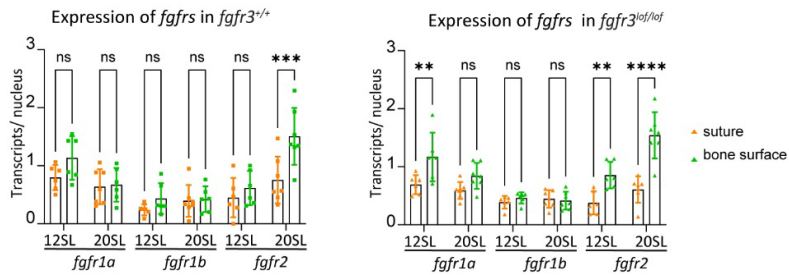 Expression of fgfrs in fgfr3+/+
Transcripts/ nucleus
3
2
1
0
ns ns ns ns ns ***
12SL 20SL 12SL 20SL 12SL 20SL
fgfr1a fgfr1b fgfr2
Expression of fgfrs in fgfr3lof/lof
Transcripts/ nucleus
3
2
1
0
** ns ns ns ** ****
12SL 20SL 12SL 20SL 12SL 20SL
fgfr1a fgfr1b fgfr2
suture
bone surface